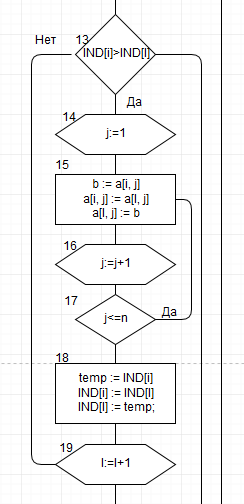 13
Нет
IND[i]>IND[l]
Да
14
j:=1
15
b := a[i, j]
a[i, j] := a[l, j]
a[l, j] := b
16
j:=j+1
17
j<=n
Да
18
temp := IND[i]
IND[i] := IND[l]
IND[l] := temp;
19
l:=l+1